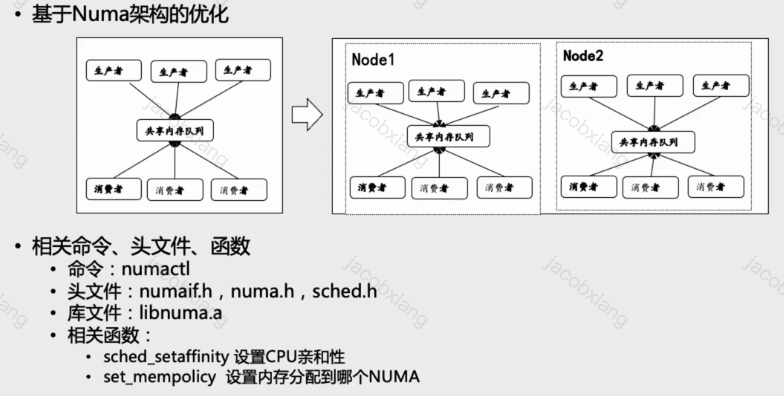 • 基于Numa架构的优化
Node1
Node2
生产者 生产者 生产者
共享内存队列
消费者 消费者 消费者
生产者 生产者 生产者
共享内存队列
消费者 消费者 消费者
生产者 生产者 生产者
共享内存队列
消费者 消费者 消费者
• 相关命令、头文件、函数
• 命令：numactl
• 头文件：numaif.h，numa.h，sched.h
• 库文件：libnuma.a
• 相关函数：
• sched_setaffinity 设置CPU亲和性
• set_mempolicy 设置内存分配到哪个NUMA
jacobxiang
jacobxiang
jacobxiang
jacobxiang
jacobxiang